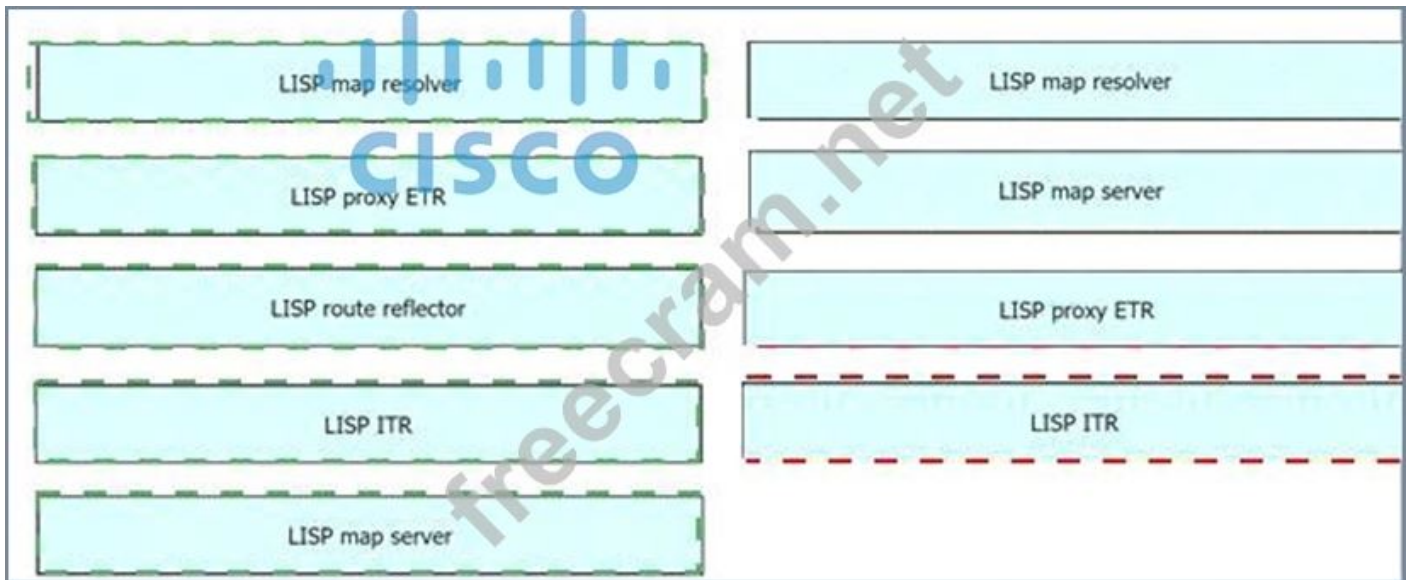 LISP map resolver
CISCO
LISP proxy ETR
LISP route reflector
LISP ITR
LISP map server
LISP map resolver
LISP map server
LISP proxy ETR
LISP ITR
freecram.net